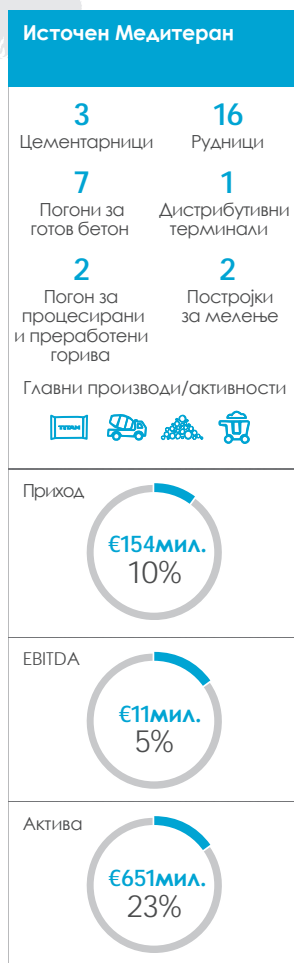 Источен Медитеран
3
Цементарници
16
Рудници
7
Погони за
готов бетон
1
Дистрибутивни
терминали
2
Погон за
процесирани
и преработени
горива
2
Постројки
за мелење
Главни производи/активности
TITAN
Приход
€154мил.
10%
EBITDA
€11мил.
5%
Актива
€651мил.
23%